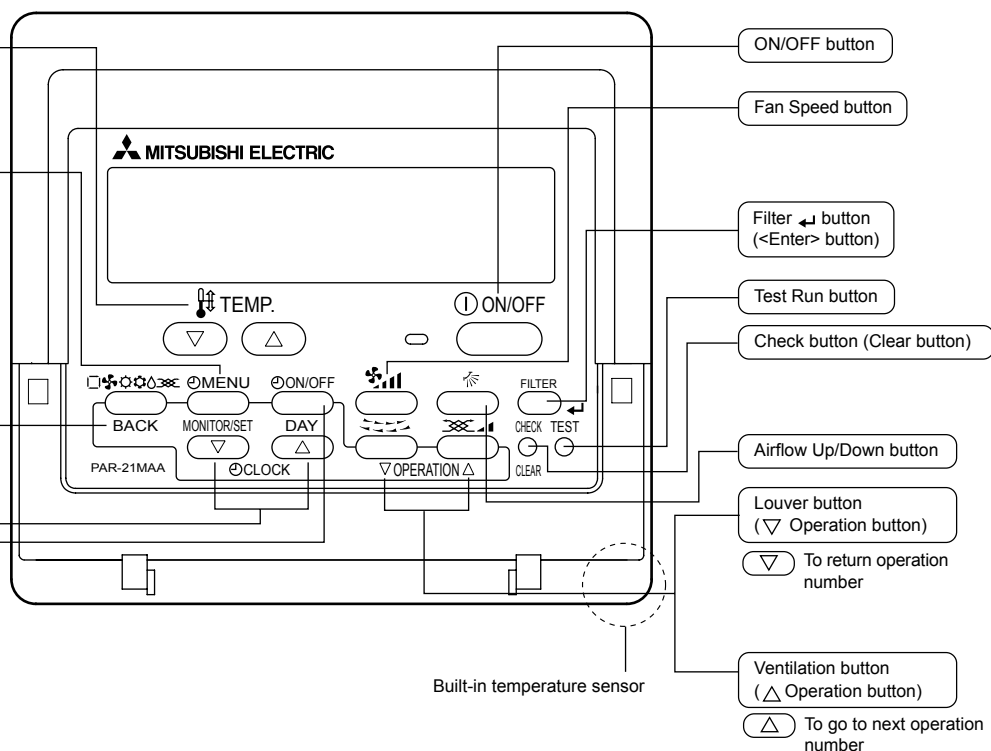 ON/OFF button
Fan Speed button
MITSUBISHI ELECTRIC
Filter ↵ button
(<Enter> button)
TEMP.
ON/OFF
Test Run button
Check button (Clear button)
MENU ON/OFF FILTER
BACK MONITOR/SET DAY CHECK TEST
PAR-21MAA CLOCK ▽ OPERATION △ CLEAR
Airflow Up/Down button
Louver button
(▽ Operation button)
▽ To return operation
number
Built-in temperature sensor
Ventilation button
(△ Operation button)
△ To go to next operation
number